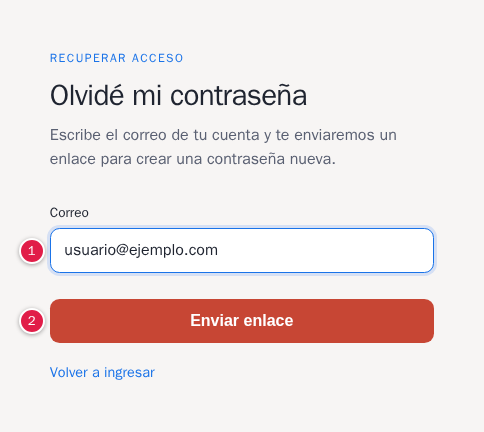 RECUPERAR ACCESO
Olvidé mi contraseña
Escribe el correo de tu cuenta y te enviaremos un
enlace para crear una contraseña nueva.
Correo
1 usuario@ejemplo.com
2 Enviar enlace
Volver a ingresar